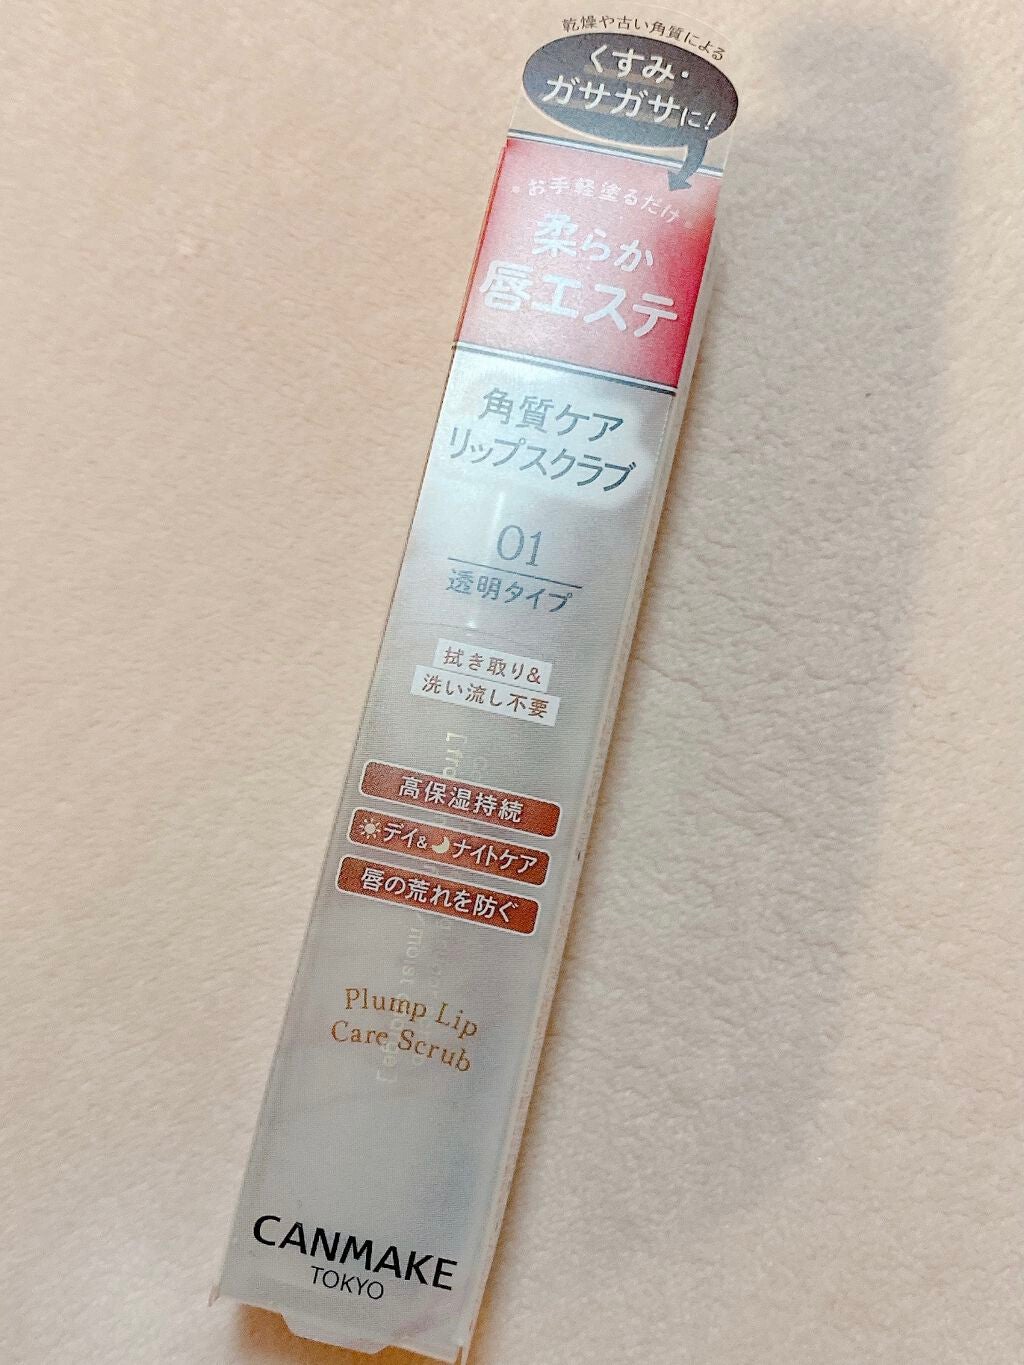 乾燥や古い角質による
くすみ・
ガサガサに!
・お手軽塗るだけ・
柔らか
唇エステ
角質ケア
リップスクラブ
01
透明タイプ
拭き取り&
洗い流し不要
高保湿持続
デイ&ナイトケア
唇の荒れを防ぐ
Plump Lip
Care Scrub
CANMAKE
TOKYO